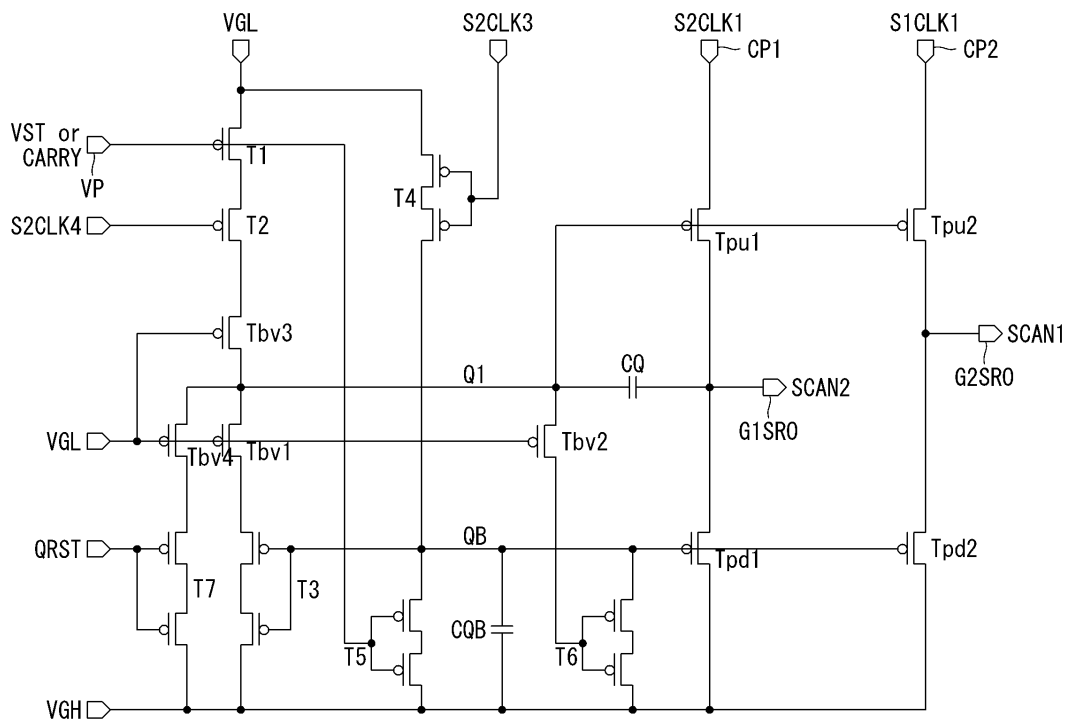 VGL
S2CLK3
S2CLK1
S1CLK1
CP1
CP2
VST or
CARRY
VP
T1
T4
S2CLK4
T2
Tpu1
Tpu2
Tbv3
SCAN1
G2SRO
Q1
CQ
SCAN2
G1SRO
VGL
Tbv4
Tbv1
Tbv2
QRST
QB
Tpd1
Tpd2
T7
T3
CQB
T5
T6
VGH